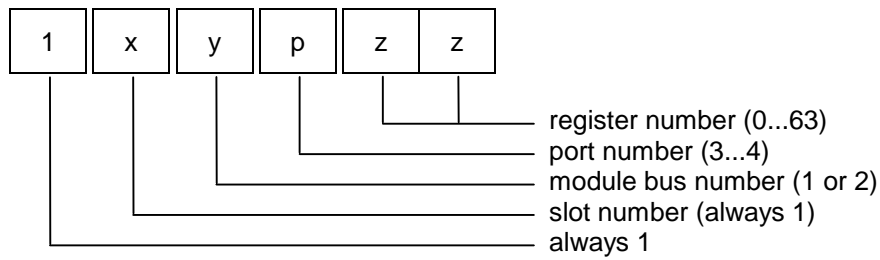 1 x y p z z
register number (0...63)
port number (3...4)
module bus number (1 or 2)
slot number (always 1)
always 1